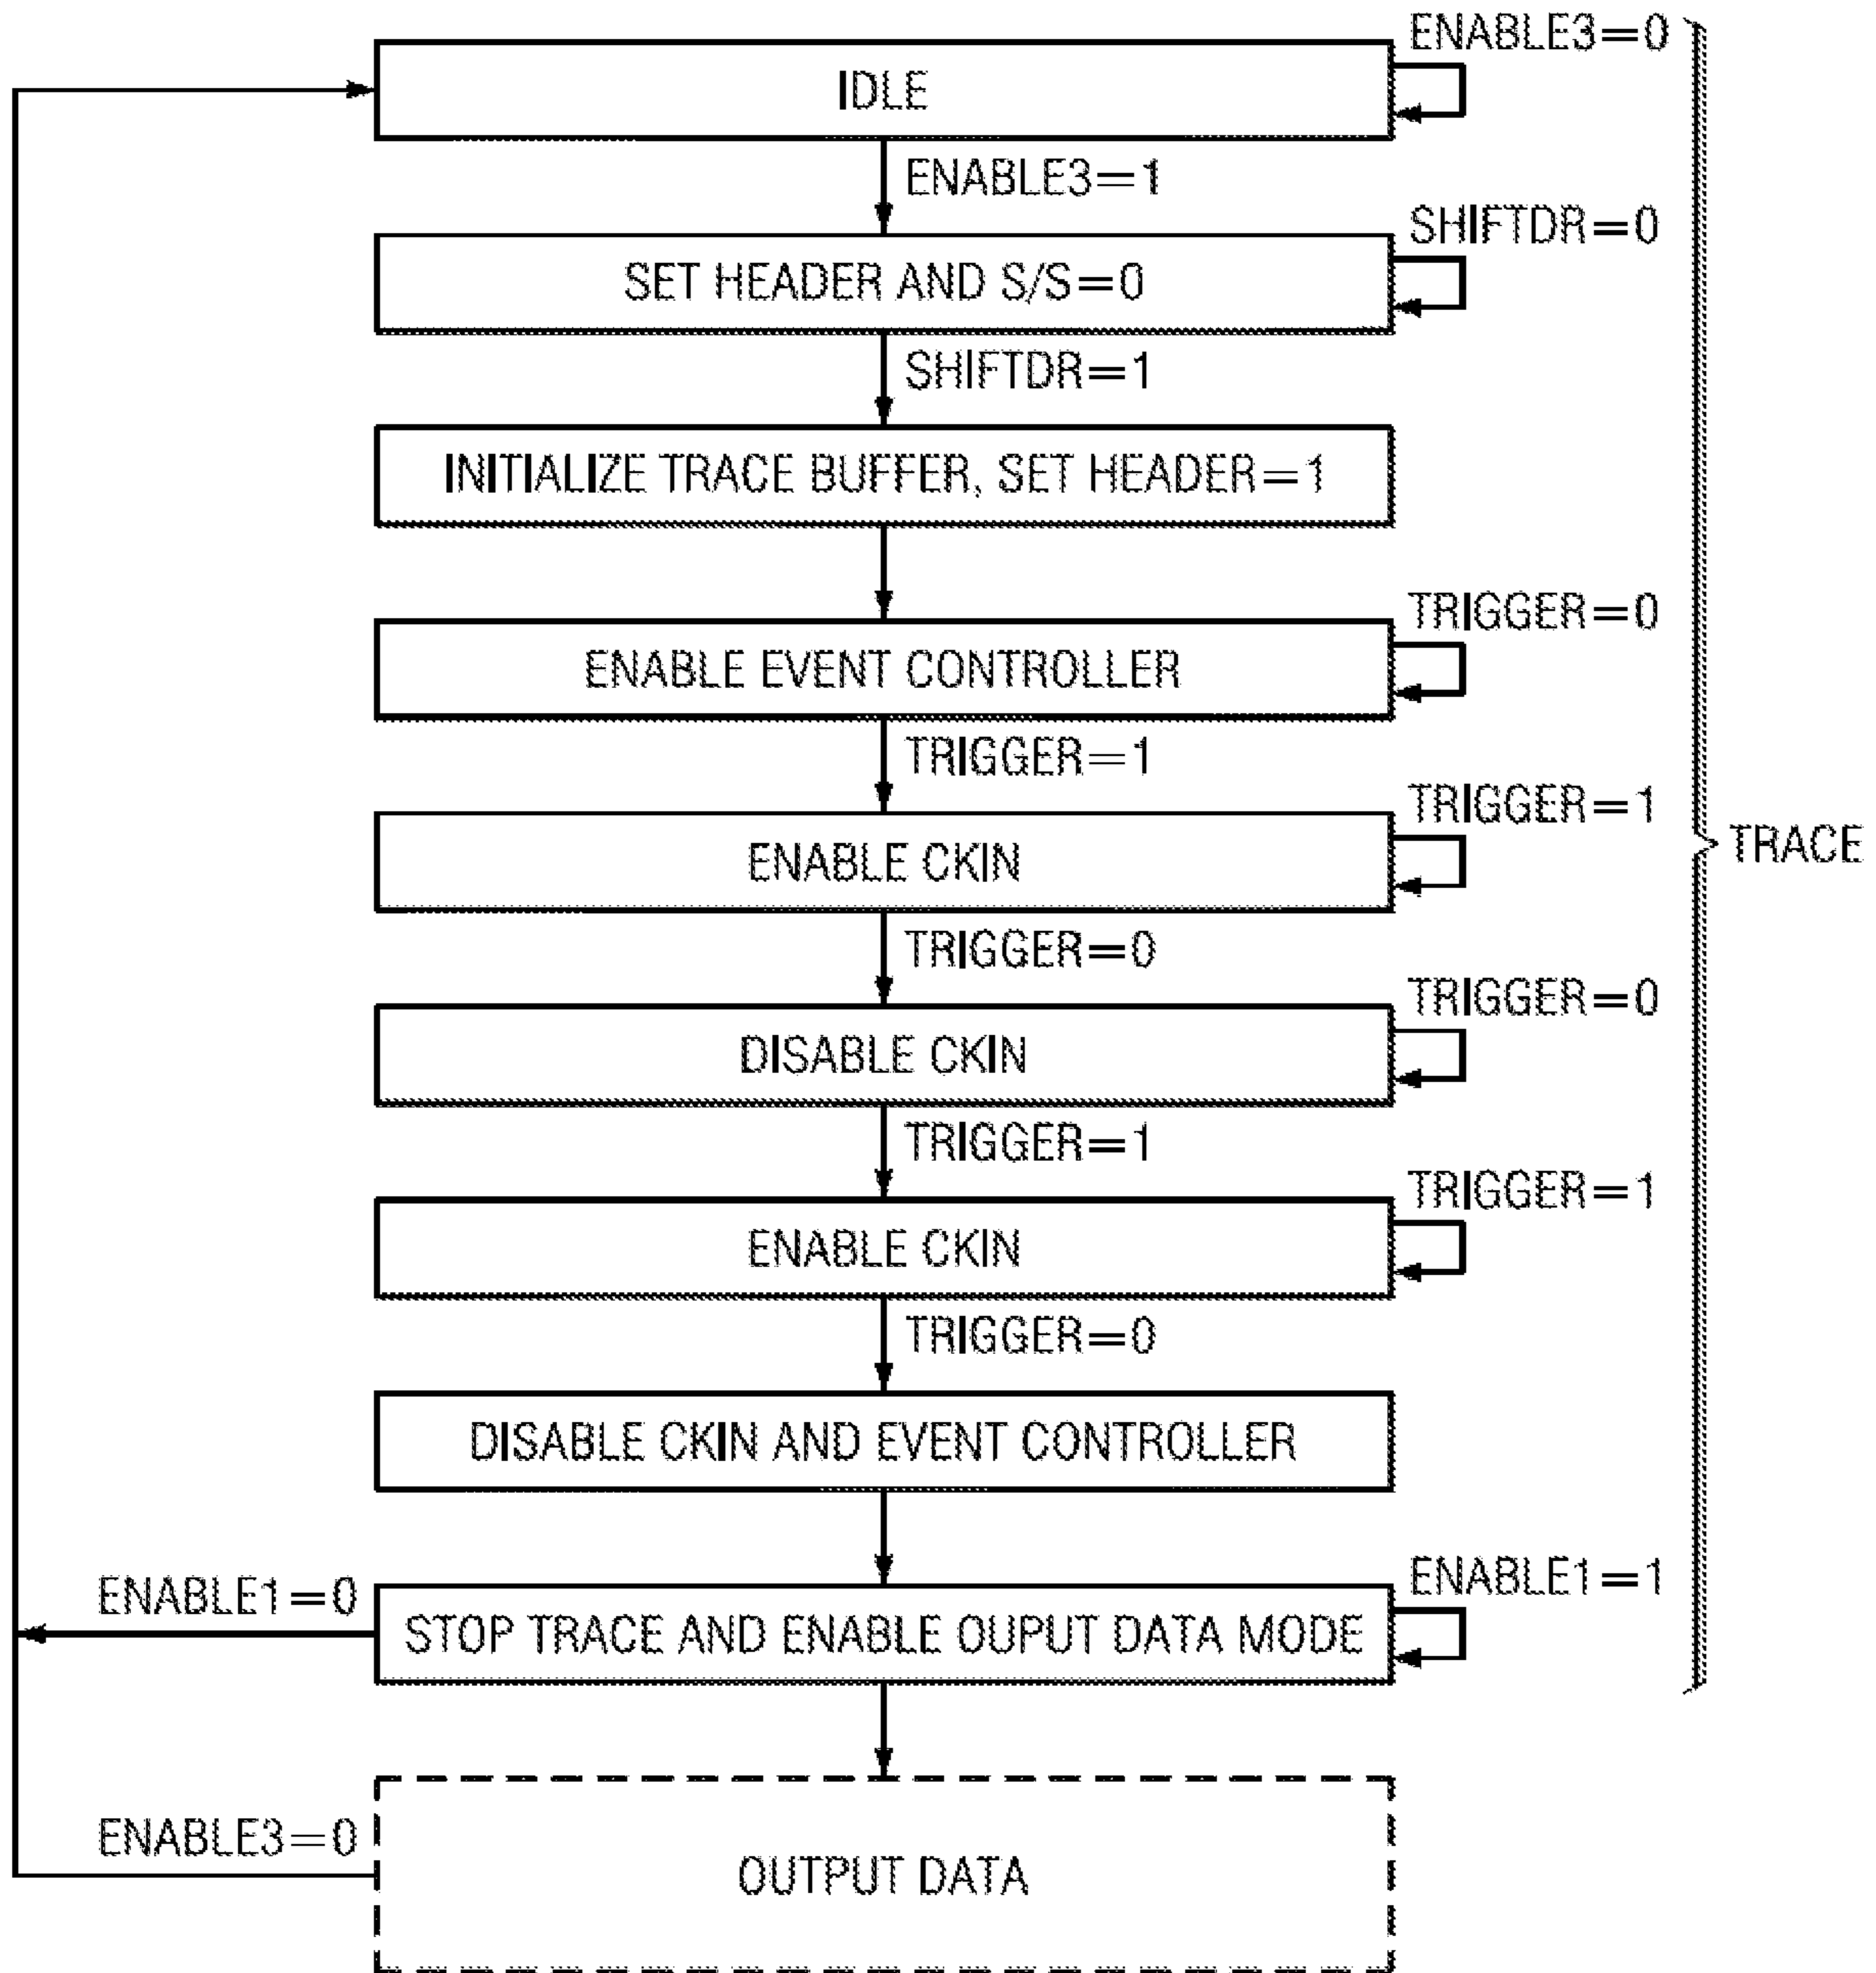 ENABLE3=0
IDLE
ENABLE3=1
SHIFTDR=0
SET HEADER AND S/S=0
SHIFTDR=1
INITIALIZE TRACE BUFFER, SET HEADER=1
TRIGGER=0
ENABLE EVENT CONTROLLER
TRIGGER=1
TRIGGER=1
ENABLE CKIN
TRACE
TRIGGER=0
TRIGGER=0
DISABLE CKIN
TRIGGER=1
TRIGGER=1
ENABLE CKIN
TRIGGER=0
DISABLE CKIN AND EVENT CONTROLLER
ENABLE1=0
ENABLE1=1
STOP TRACE AND ENABLE OUPUT DATA MODE
ENABLE3=0
OUTPUT DATA